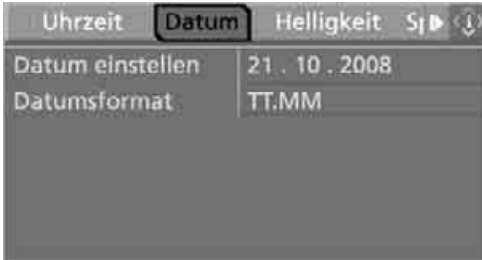 Uhrzeit Datum Helligkeit
Datum einstellen 21 . 10 . 2008
Datumsformat TT.MM